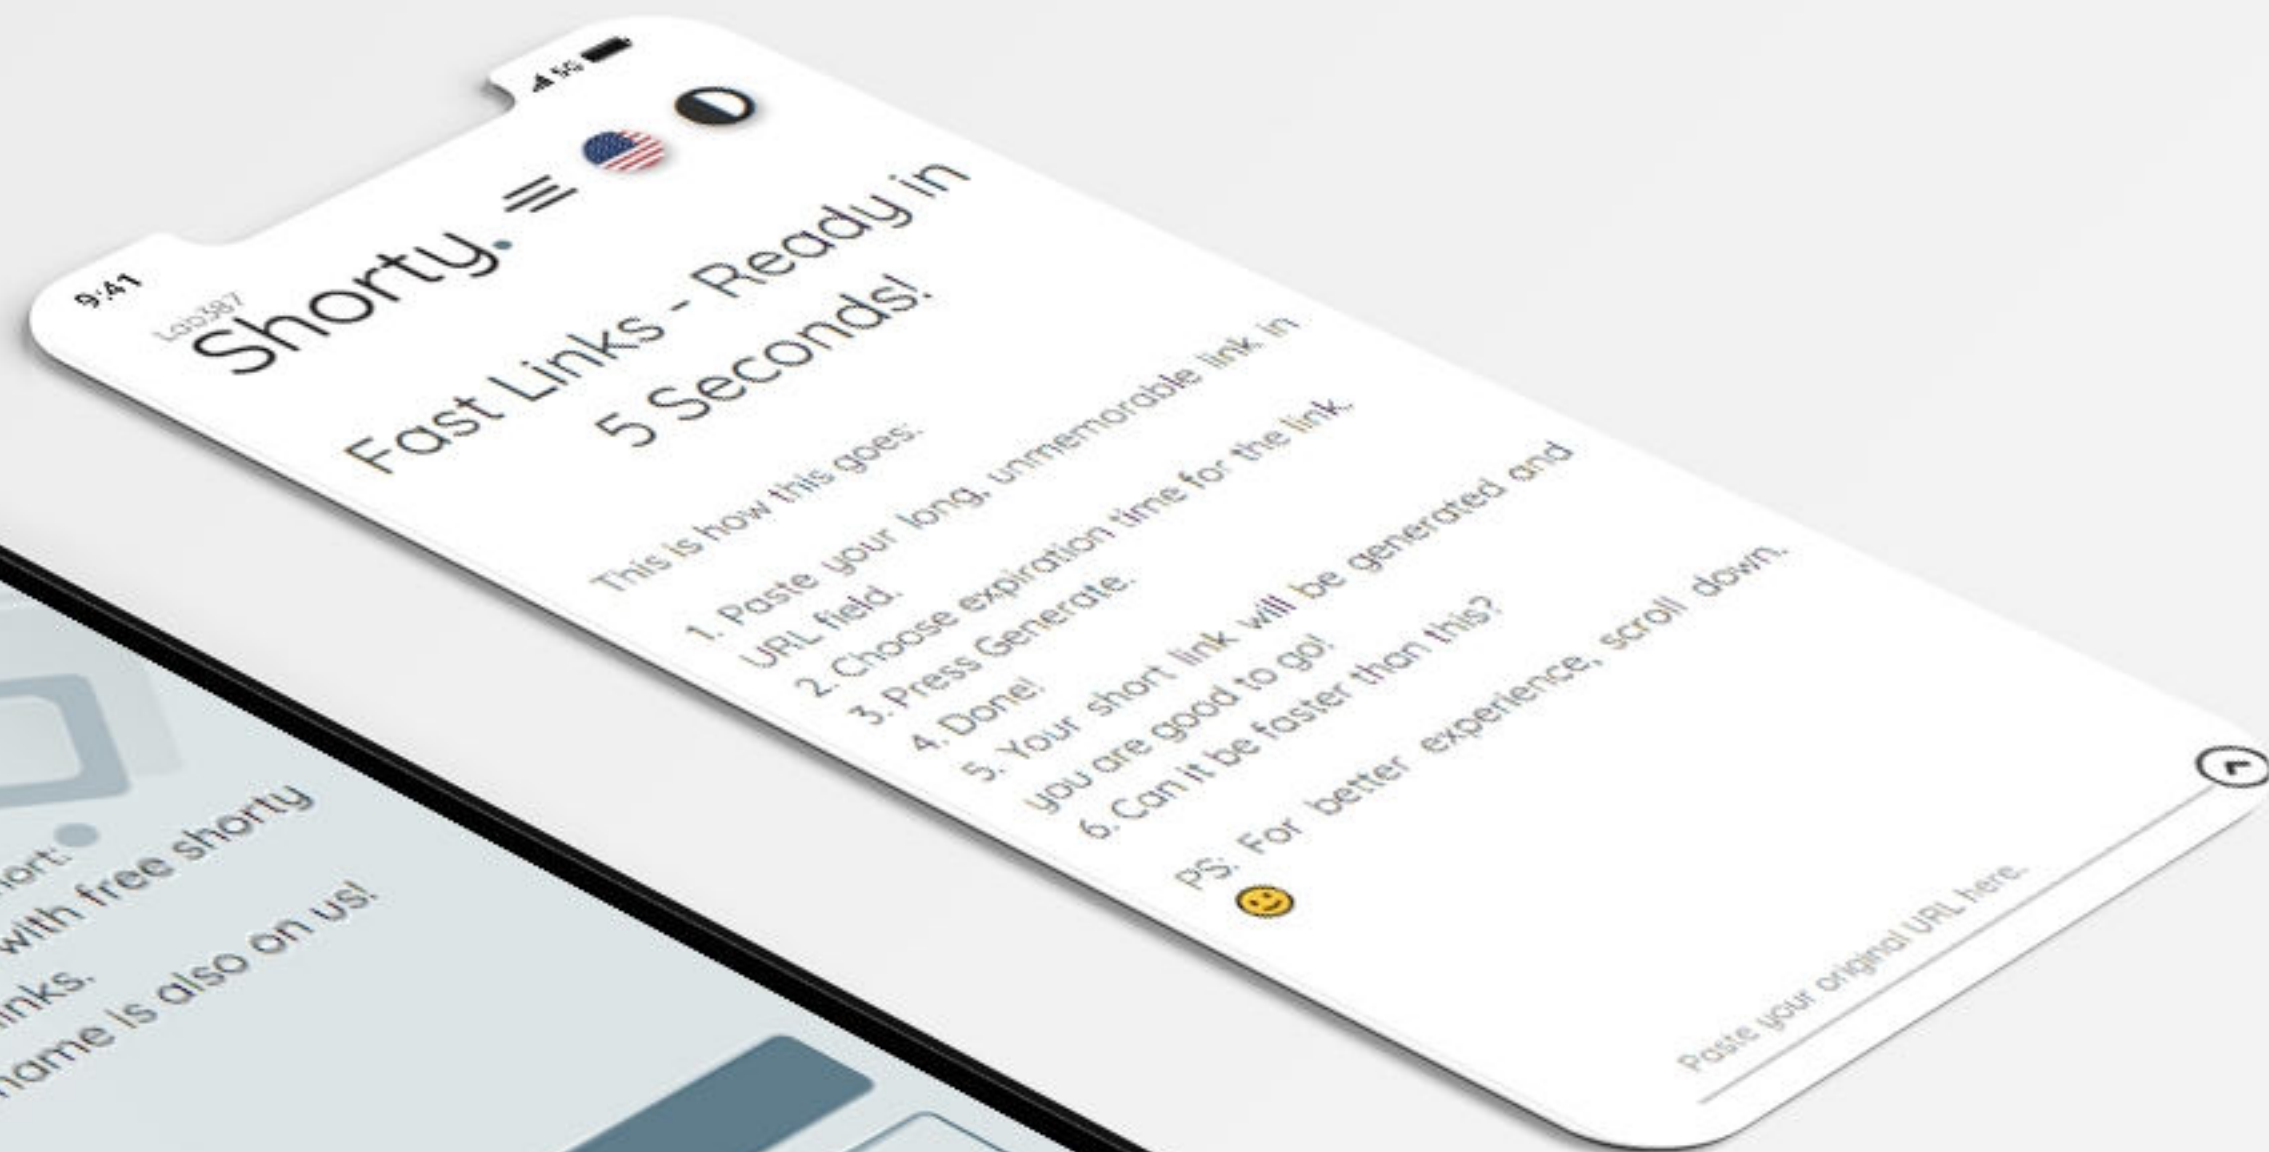 9:41
5G
Lab387
Shorty.
Fast Links - Ready in
5 Seconds!
This is how this goes:
1. Paste your long, unmemorable link in
URL field.
2. Choose expiration time for the link.
3. Press Generate.
4. Done!
5. Your short link will be generated and
you are good to go!
6. Can it be faster than this?
PS: For better experience, scroll down.
Paste your original URL here.
with free shorty
name is also on us!